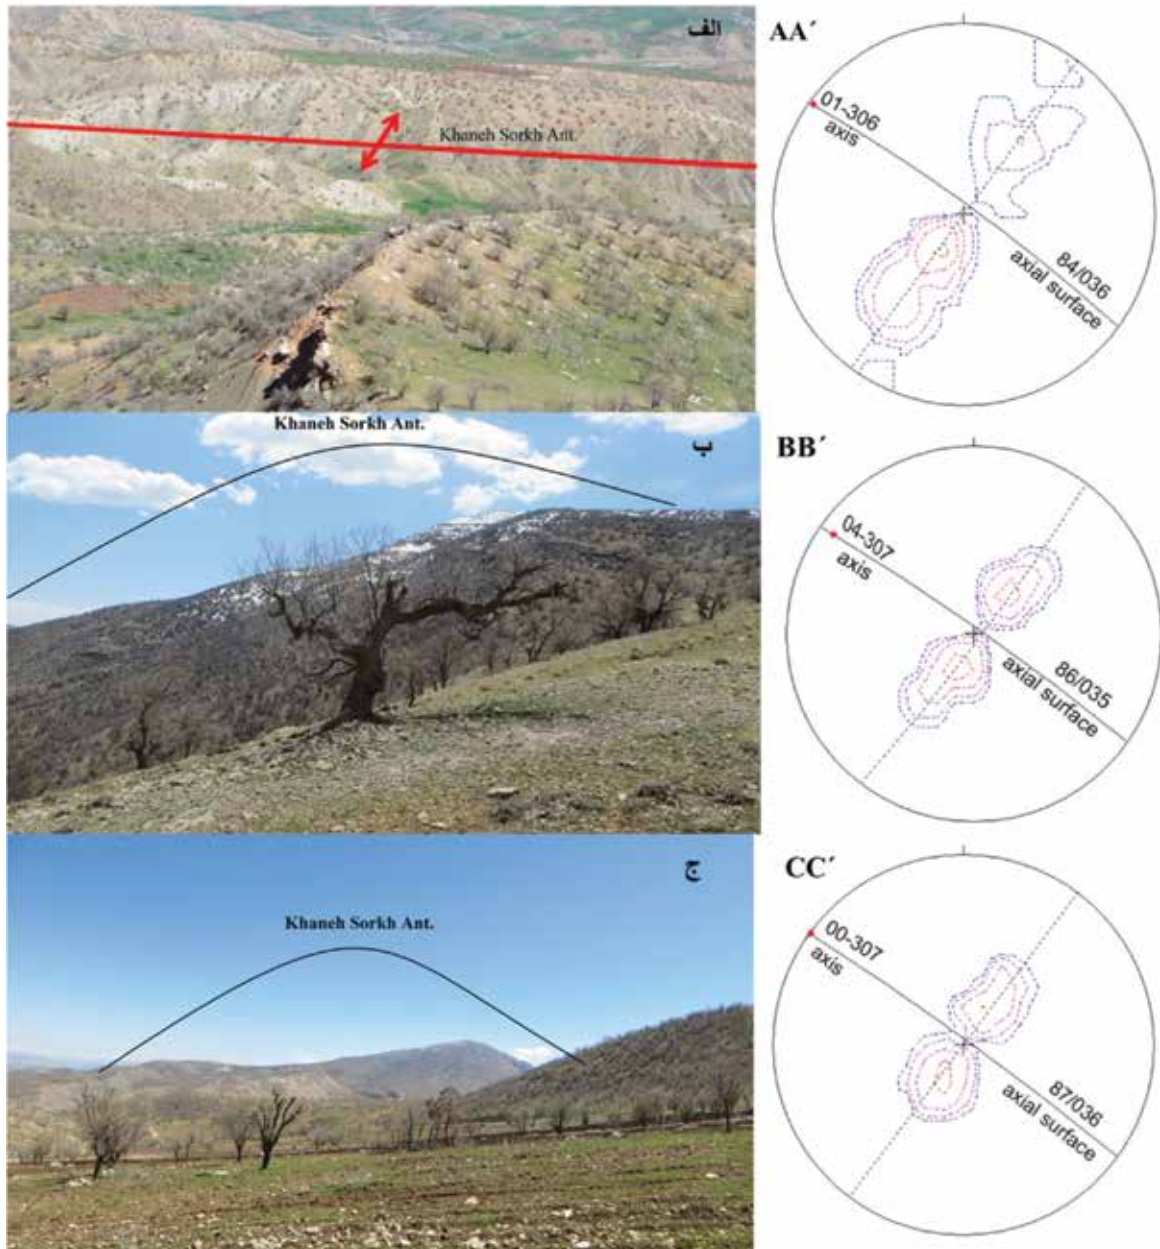 الف
Khaneh Sorkh Ant.
AA´
01-306
axis
84/036
axial surface
Khaneh Sorkh Ant.
ب
BB´
04-307
axis
86/035
axial surface
ج
Khaneh Sorkh Ant.
CC´
00-307
axis
87/036
axial surface